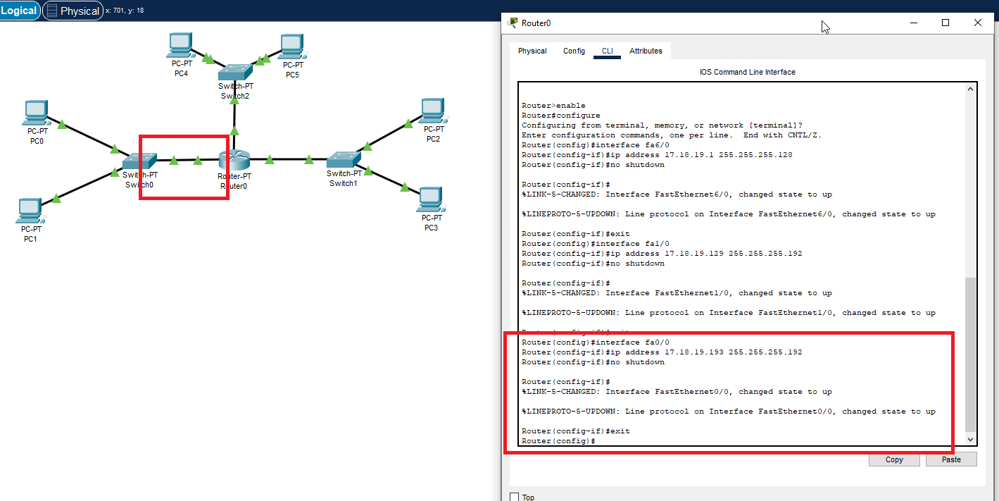 Logical
Physical
x: 701, y: 18
PC-PT
PC4
PC-PT
PC5
Switch-PT
Switch2
PC-PT
PC0
PC-PT
PC2
Switch-PT
Switch0
Router-PT
Router0
Switch-PT
Switch1
PC-PT
PC1
PC-PT
PC3
Router0
Physical Config CLI Attributes
IOS Command Line Interface
Router>enable
Router#configure
Configuring from terminal, memory, or network [terminal]?
Enter configuration commands, one per line.  End with CNTL/Z.
Router(config)#interface fa6/0
Router(config-if)#ip address 17.18.19.1 255.255.255.128
Router(config-if)#no shutdown
Router(config-if)#
%LINK-5-CHANGED: Interface FastEthernet6/0, changed state to up
%LINEPROTO-5-UPDOWN: Line protocol on Interface FastEthernet6/0, changed state to up
Router(config-if)#exit
Router(config)#interface fa1/0
Router(config-if)#ip address 17.18.19.129 255.255.255.192
Router(config-if)#no shutdown
Router(config-if)#
%LINK-5-CHANGED: Interface FastEthernet1/0, changed state to up
%LINEPROTO-5-UPDOWN: Line protocol on Interface FastEthernet1/0, changed state to up
Router(config-if)#exit
Router(config)#interface fa0/0
Router(config-if)#ip address 17.18.19.193 255.255.255.192
Router(config-if)#no shutdown
Router(config-if)#
%LINK-5-CHANGED: Interface FastEthernet0/0, changed state to up
%LINEPROTO-5-UPDOWN: Line protocol on Interface FastEthernet0/0, changed state to up
Router(config-if)#exit
Router(config)#
Copy Paste
Top